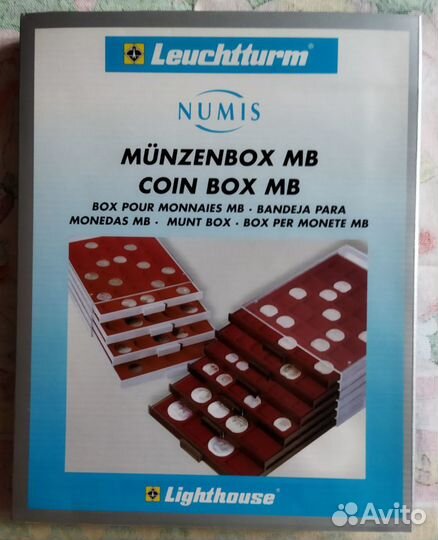 Leuchtturm®
NUMIS
MÜNZENBOX MB
COIN BOX MB
BOX POUR MONNAIES MB · BANDEJA PARA
MONEDAS MB · MUNT BOX · BOX PER MONETE MB
Lighthouse®
Avito